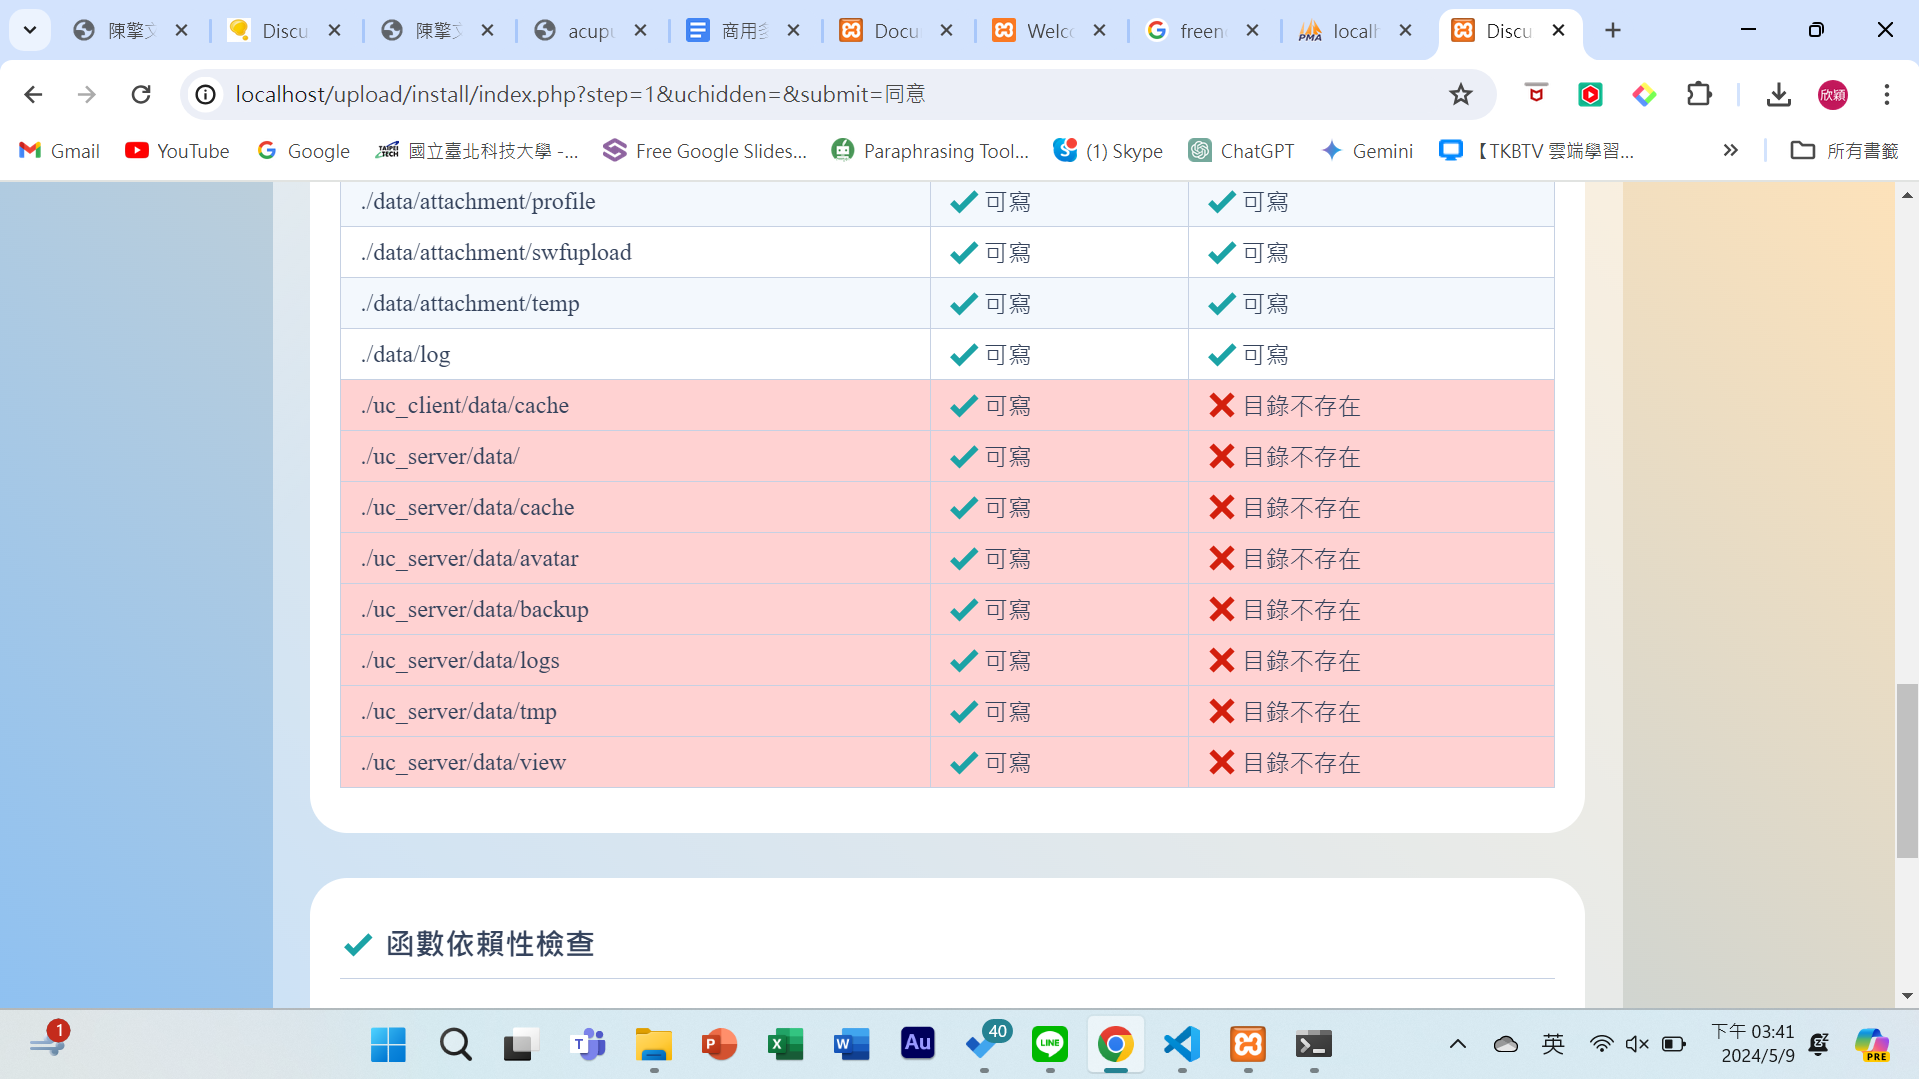 陳擎文
Discu
陳擎文
acupu
商用多
Docu
Welco
freen
localh
Discu
localhost/upload/install/index.php?step=1&uchidden=&submit=同意
欣穎
Gmail
YouTube
Google
TAIPEI TECH
國立臺北科技大學 -...
Free Google Slides...
Paraphrasing Tool...
(1) Skype
ChatGPT
Gemini
【TKBTV 雲端學習...
所有書籤
./data/attachment/profile 可寫 可寫
./data/attachment/swfupload 可寫 可寫
./data/attachment/temp 可寫 可寫
./data/log 可寫 可寫
./uc_client/data/cache 可寫 目錄不存在
./uc_server/data/ 可寫 目錄不存在
./uc_server/data/cache 可寫 目錄不存在
./uc_server/data/avatar 可寫 目錄不存在
./uc_server/data/backup 可寫 目錄不存在
./uc_server/data/logs 可寫 目錄不存在
./uc_server/data/tmp 可寫 目錄不存在
./uc_server/data/view 可寫 目錄不存在
函數依賴性檢查
1
40
英
下午 03:41
2024/5/9
PRE